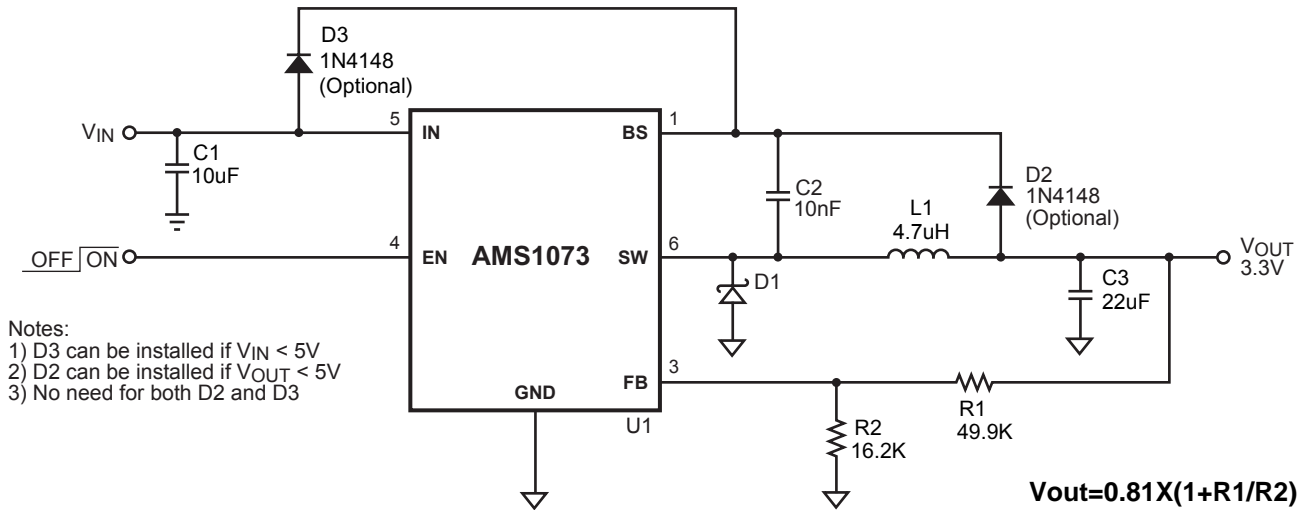 D3
1N4148
(Optional)
VIN
C1
10uF
5
IN
BS
1
C2
10nF
D2
1N4148
(Optional)
L1
4.7uH
OFF ON
4
EN
AMS1073
SW
6
D1
C3
22uF
VOUT
3.3V
Notes:
1) D3 can be installed if VIN < 5V
2) D2 can be installed if VOUT < 5V
3) No need for both D2 and D3
GND
FB
3
U1
R2
16.2K
R1
49.9K
Vout=0.81X(1+R1/R2)